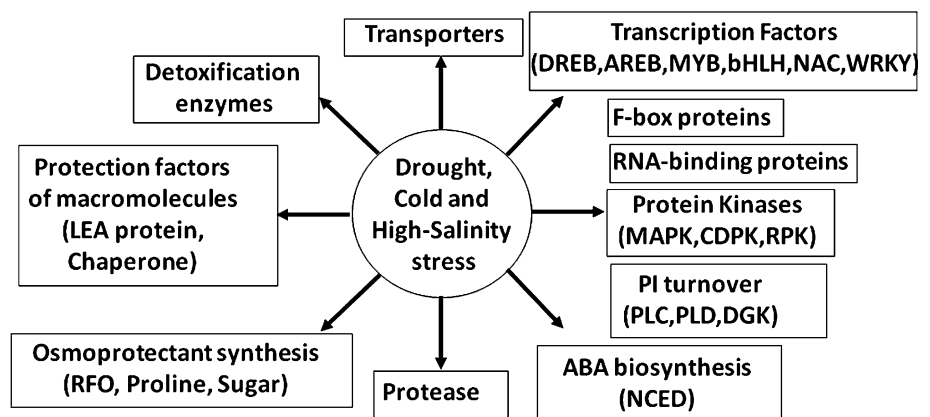 Transporters
Transcription Factors
(DREB,AREB,MYB,bHLH,NAC,WRKY)
Detoxification
enzymes
F-box proteins
RNA-binding proteins
Protection factors
of macromolecules
(LEA protein,
Chaperone)
Drought,
Cold and
High-Salinity
stress
Protein Kinases
(MAPK,CDPK,RPK)
PI turnover
(PLC,PLD,DGK)
Osmoprotectant synthesis
(RFO, Proline, Sugar)
Protease
ABA biosynthesis
(NCED)